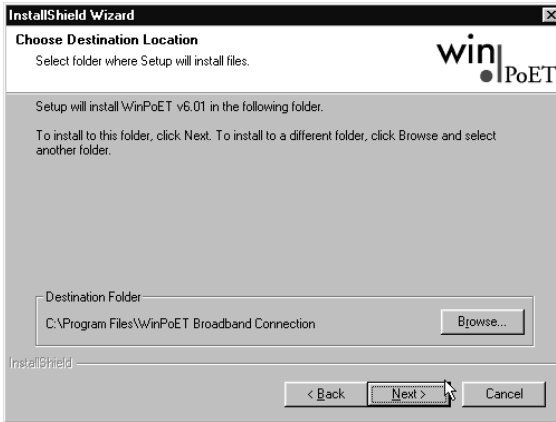 InstallShield Wizard
Choose Destination Location
Select folder where Setup will install files.
win
PoET
Setup will install WinPoET v6.01 in the following folder.
To install to this folder, click Next. To install to a different folder, click Browse and select
another folder.
Destination Folder
C:\Program Files\WinPoET Broadband Connection
Browse...
InstallShield
< Back
Next >
Cancel